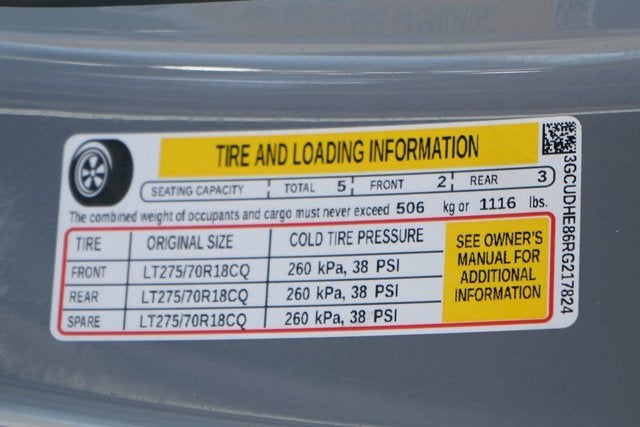 TIRE AND LOADING INFORMATION
SEATING CAPACITY TOTAL 5 FRONT 2 REAR 3
The combined weight of occupants and cargo must never exceed 506 kg or 1116 lbs.
TIRE ORIGINAL SIZE COLD TIRE PRESSURE
FRONT LT275/70R18CQ 260 kPa, 38 PSI
REAR LT275/70R18CQ 260 kPa, 38 PSI
SPARE LT275/70R18CQ 260 kPa, 38 PSI
SEE OWNER'S
MANUAL FOR
ADDITIONAL
INFORMATION
3GCUDHE86RG217824